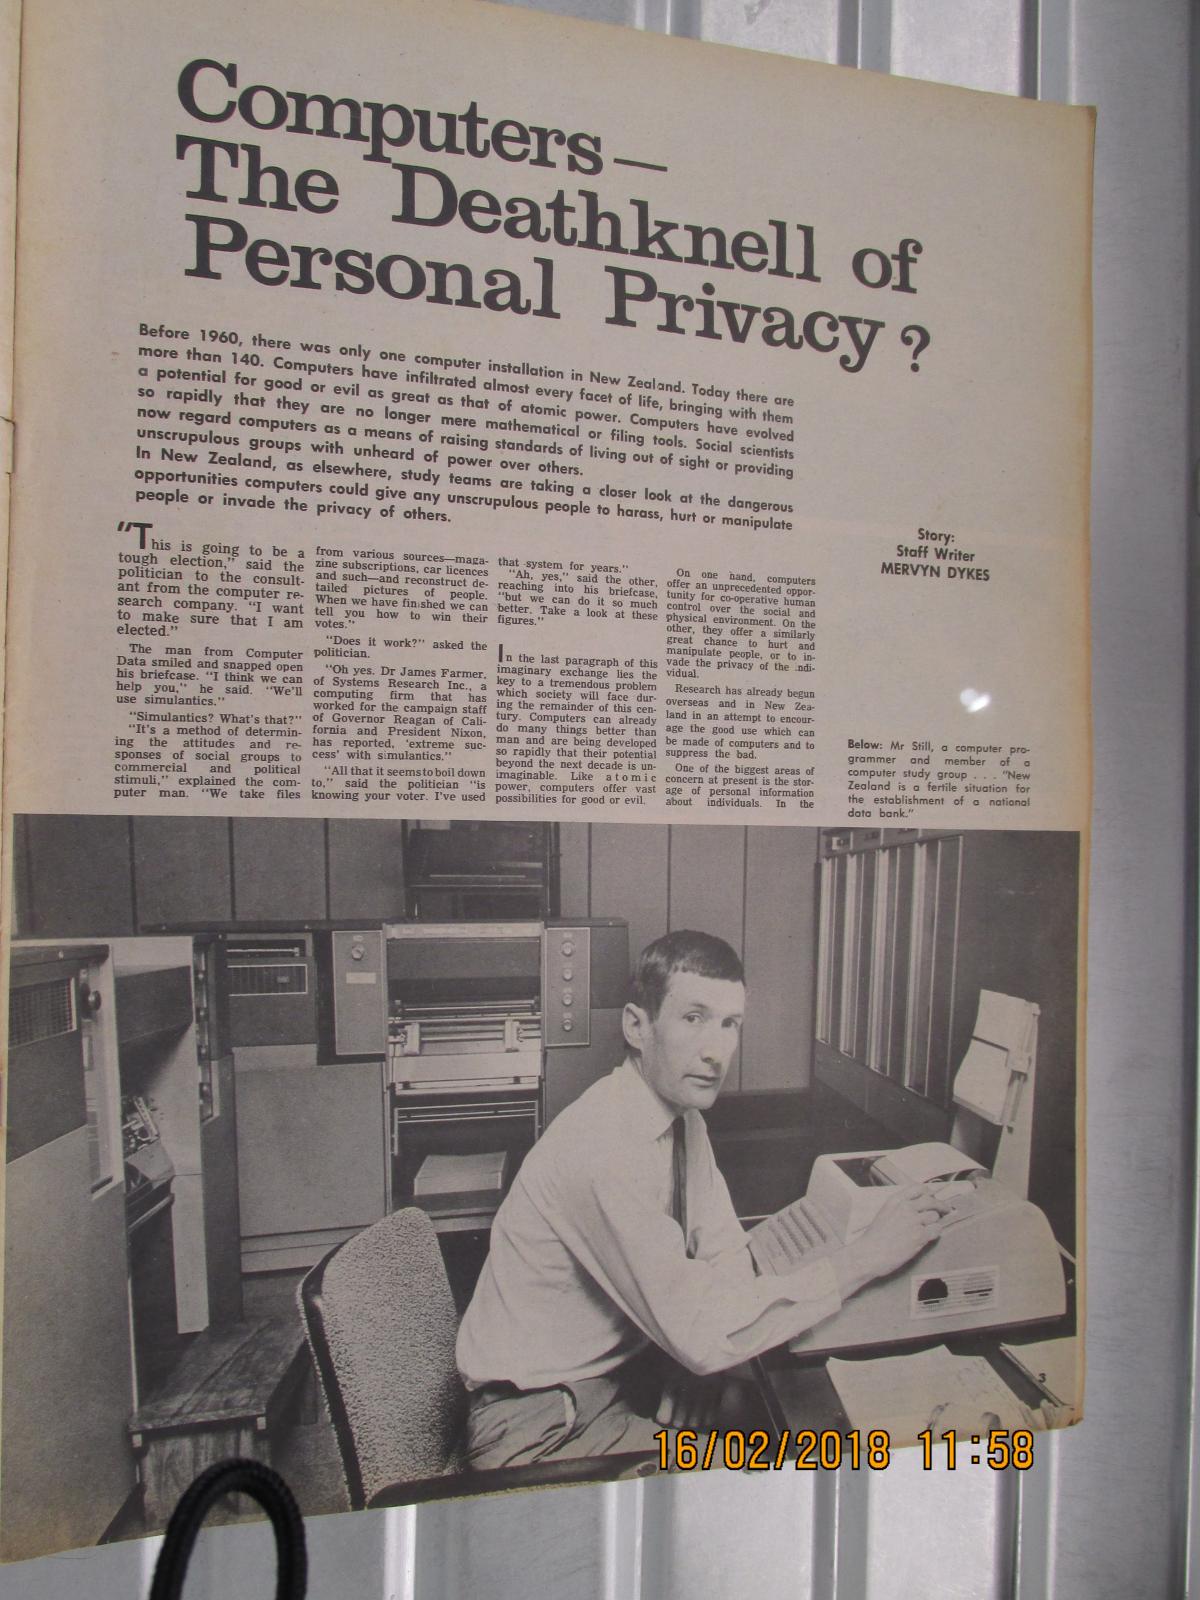 Computers—
The Deathknell of
Personal Privacy?
Before 1960, there was only one computer installation in New Zealand. Today there are
more than 140. Computers have infiltrated almost every facet of life, bringing with them
a potential for good or evil as great as that of atomic power. Computers have evolved
so rapidly that they are no longer mere mathematical or filing tools. Social scientists
now regard computers as a means of raising standards of living out of sight or providing
unscrupulous groups with unheard of power over others.
In New Zealand, as elsewhere, study teams are taking a closer look at the dangerous
opportunities computers could give any unscrupulous people to harass, hurt or manipulate
people or invade the privacy of others.
Story:
Staff Writer
MERVYN DYKES
"This is going to be a
tough election," said the
politician to the consult-
ant from the computer re-
search company. "I want
to make sure that I am
elected."
The man from Computer
Data smiled and snapped open
his briefcase. "I think we can
help you," he said. "We'll
use simulantics."
"Simulantics? What's that?"
"It's a method of determin-
ing the attitudes and re-
sponses of social groups to
commercial and political
stimuli," explained the com-
puter man. "We take files
from various sources—maga-
zine subscriptions, car licences
and such—and reconstruct de-
tailed pictures of people.
When we have finished we can
tell you how to win their
votes."
"Does it work?" asked the
politician.
"Oh yes. Dr James Farmer,
of Systems Research Inc., a
computing firm that has
worked for the campaign staff
of Governor Reagan of Cali-
fornia and President Nixon,
has reported, 'extreme suc-
cess' with simulantics."
"All that it seems to boil down
to," said the politician "is
knowing your voter. I've used
that system for years."
"Ah, yes," said the other,
reaching into his briefcase,
"but we can do it so much
better. Take a look at these
figures."
In the last paragraph of this
imaginary exchange lies the
key to a tremendous problem
which society will face dur-
ing the remainder of this cen-
tury. Computers can already
do many things better than
man and are being developed
so rapidly that their potential
beyond the next decade is un-
imaginable. Like atomic
power, computers offer vast
possibilities for good or evil.
On one hand, computers
offer an unprecedented oppor-
tunity for co-operative human
control over the social and
physical environment. On the
other, they offer a similarly
great chance to hurt and
manipulate people, or to in-
vade the privacy of the indi-
vidual.
Research has already begun
overseas and in New Zea-
land in an attempt to encour-
age the good use which can
be made of computers and to
suppress the bad.
One of the biggest areas of
concern at present is the stor-
age of personal information
about individuals. In the
Below: Mr Still, a computer pro-
grammer and member of a
computer study group . . . "New
Zealand is a fertile situation for
the establishment of a national
data bank."
3
16/02/2018 11:58